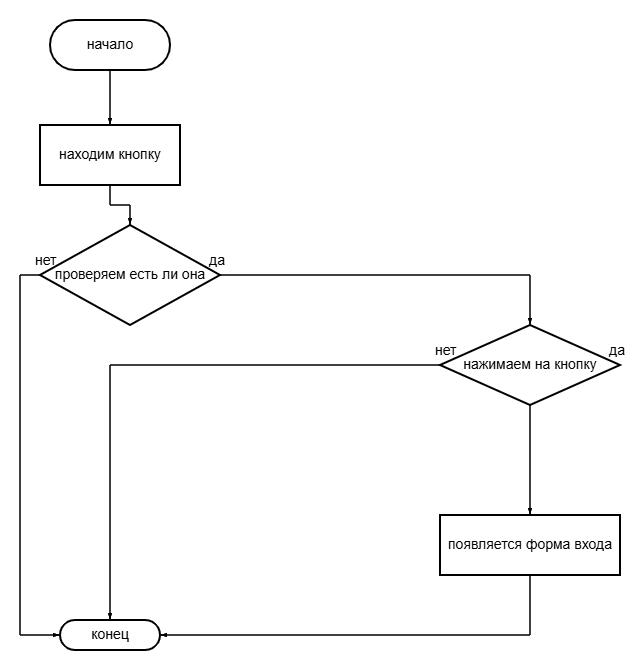 начало
находим кнопку
нет
да
проверяем есть ли она
нет
да
нажимаем на кнопку
появляется форма входа
конец